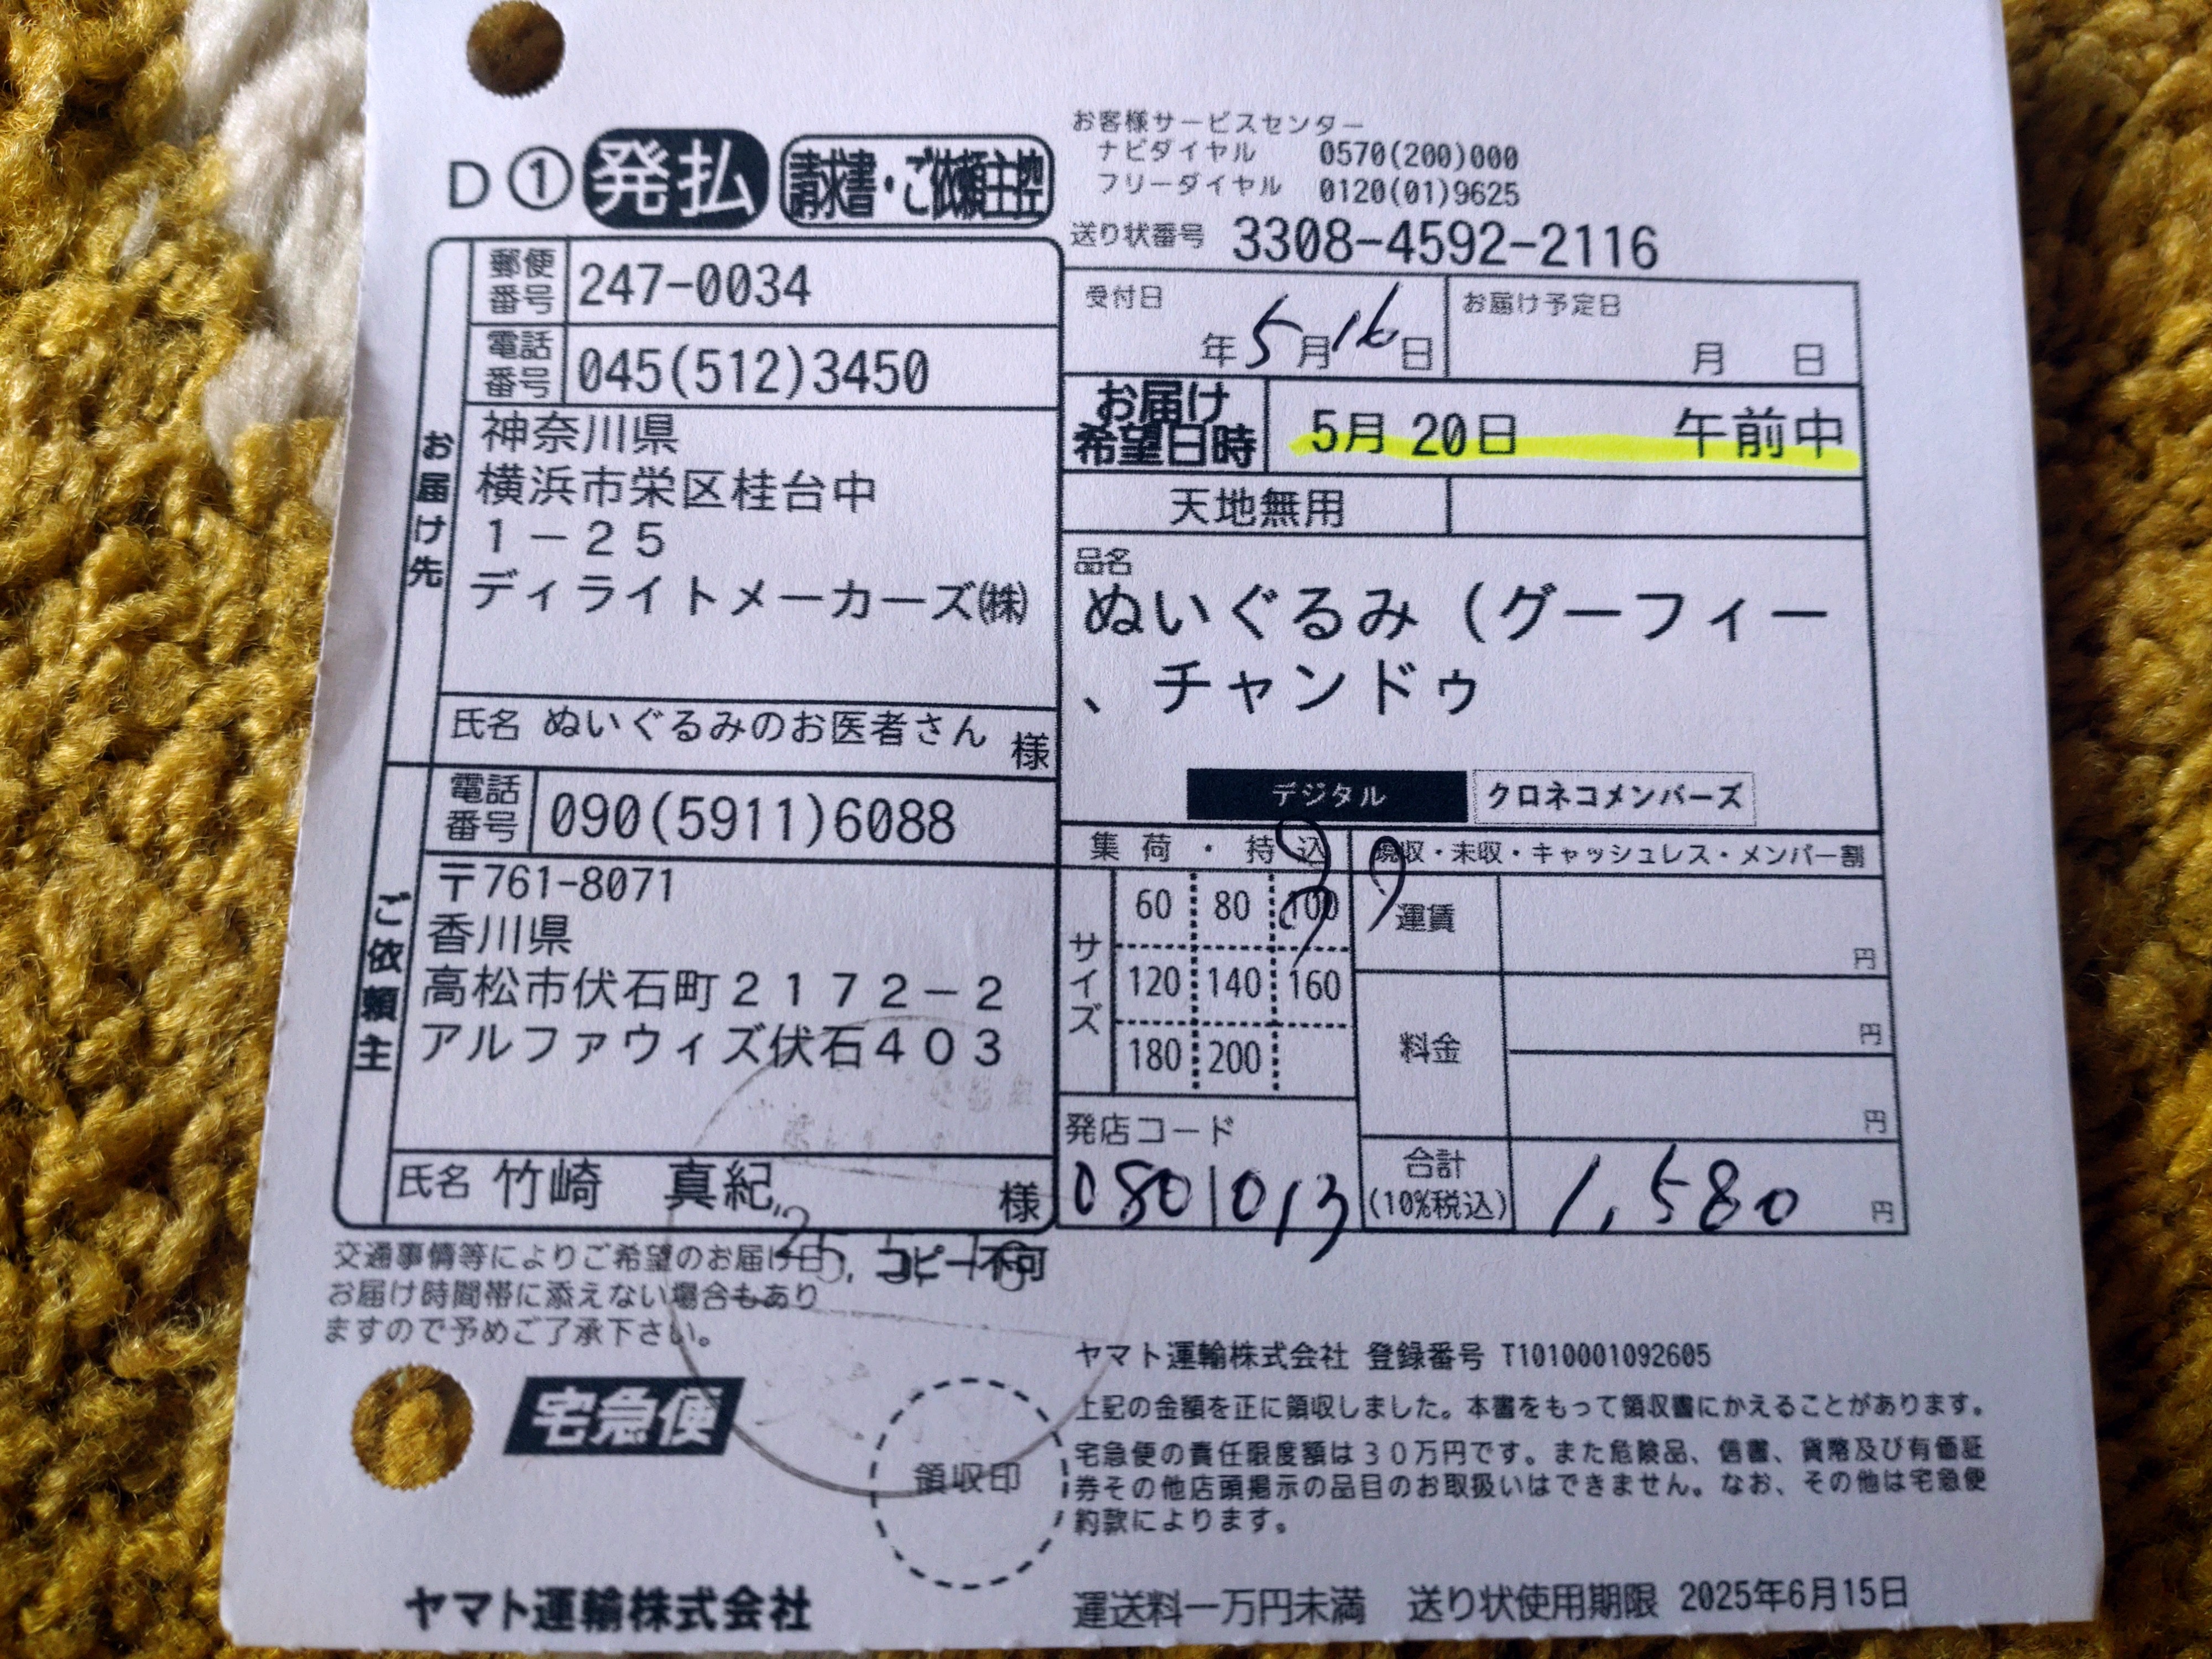 D ① 発払 請求書・ご依頼主控
お客様サービスセンター
ナビダイヤル 0570(200)000
フリーダイヤル 0120(01)9625
送り状番号 3308-4592-2116
お届け先
郵便番号 247-0034
電話番号 045(512)3450
神奈川県
横浜市栄区桂台中
1-25
ディライトメーカーズ㈱
氏名 ぬいぐるみのお医者さん 様
ご依頼主
電話番号 090(5911)6088
〒761-8071
香川県
高松市伏石町2172-2
アルファウィズ伏石403
氏名 竹崎 真紀 様
受付日 年5月16日
お届け予定日 月 日
お届け希望日時 5月 20日 午前中
天地無用
品名
ぬいぐるみ(グーフィー
、チャンドゥ
デジタル クロネコメンバーズ
集荷・持込
現収・未収・キャッシュレス・メンバー割
サイズ
60 80 100
120 140 160
180 200
運賃 円
料金 円
円
発店コード
080 1013
合計(10%税込) 1,580 円
交通事情等によりご希望のお届け日、
お届け時間帯に添えない場合もあり
ますので予めご了承下さい。
コピー不可
宅急便
領収印
ヤマト運輸株式会社
ヤマト運輸株式会社 登録番号 T1010001092605
上記の金額を正に領収しました。本書をもって領収書にかえることがあります。
宅急便の責任限度額は30万円です。また危険品、信書、貨幣及び有価証
券その他店頭掲示の品目のお取扱いはできません。なお、その他は宅急便
約款によります。
運送料一万円未満 送り状使用期限 2025年6月15日